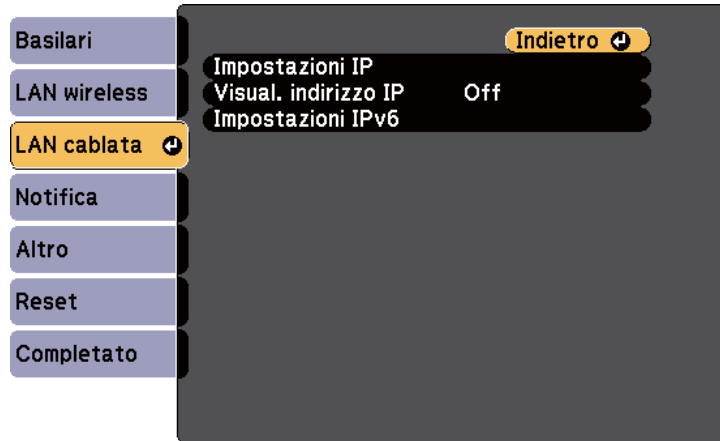 Basilari
LAN wireless
LAN cablata
Notifica
Altro
Reset
Completato
Indietro
Impostazioni IP
Visual. indirizzo IP Off
Impostazioni IPv6